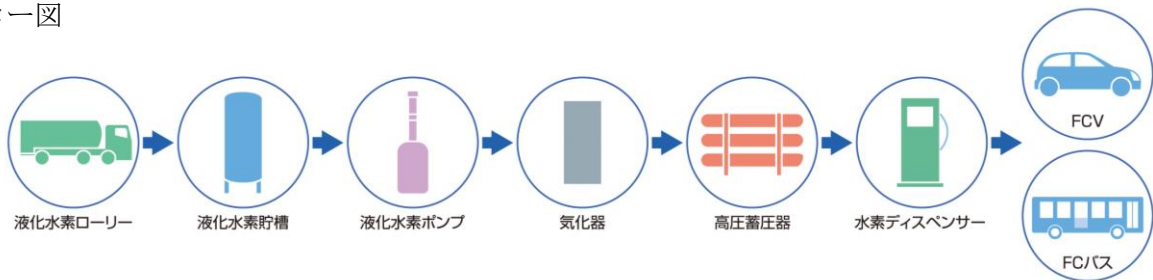 ー図
液化水素ローリー
液化水素貯槽
液化水素ポンプ
気化器
高圧蓄圧器
水素ディスペンサー
FCV
FCバス